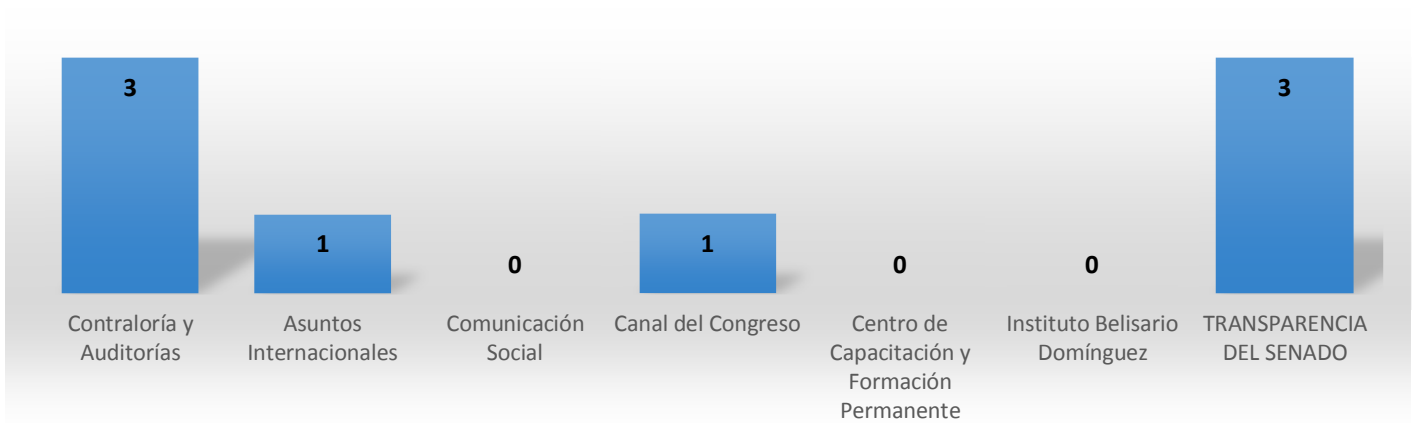 3
1
0
1
0
0
3
Contraloría y
Auditorías
Asuntos
Internacionales
Comunicación
Social
Canal del Congreso
Centro de
Capacitación y
Formación
Permanente
Instituto Belisario
Domínguez
TRANSPARENCIA
DEL SENADO